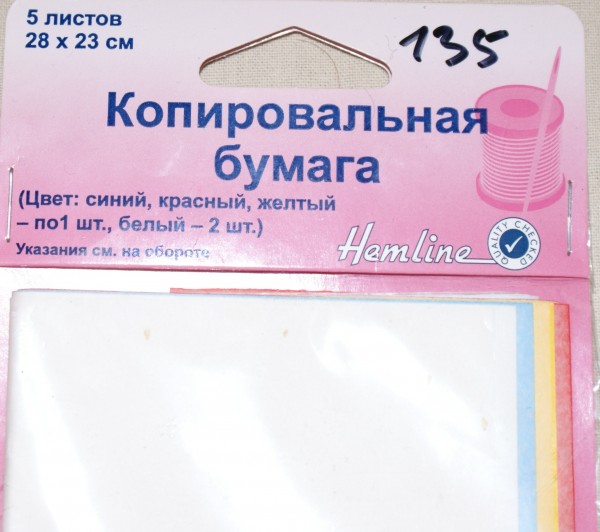 5 листов
28 х 23 см
135
Копировальная
бумага
(Цвет: синий, красный, желтый
– по1 шт., белый – 2 шт.)
Указания см. на обороте
Hemline
QUALITY CHECKED